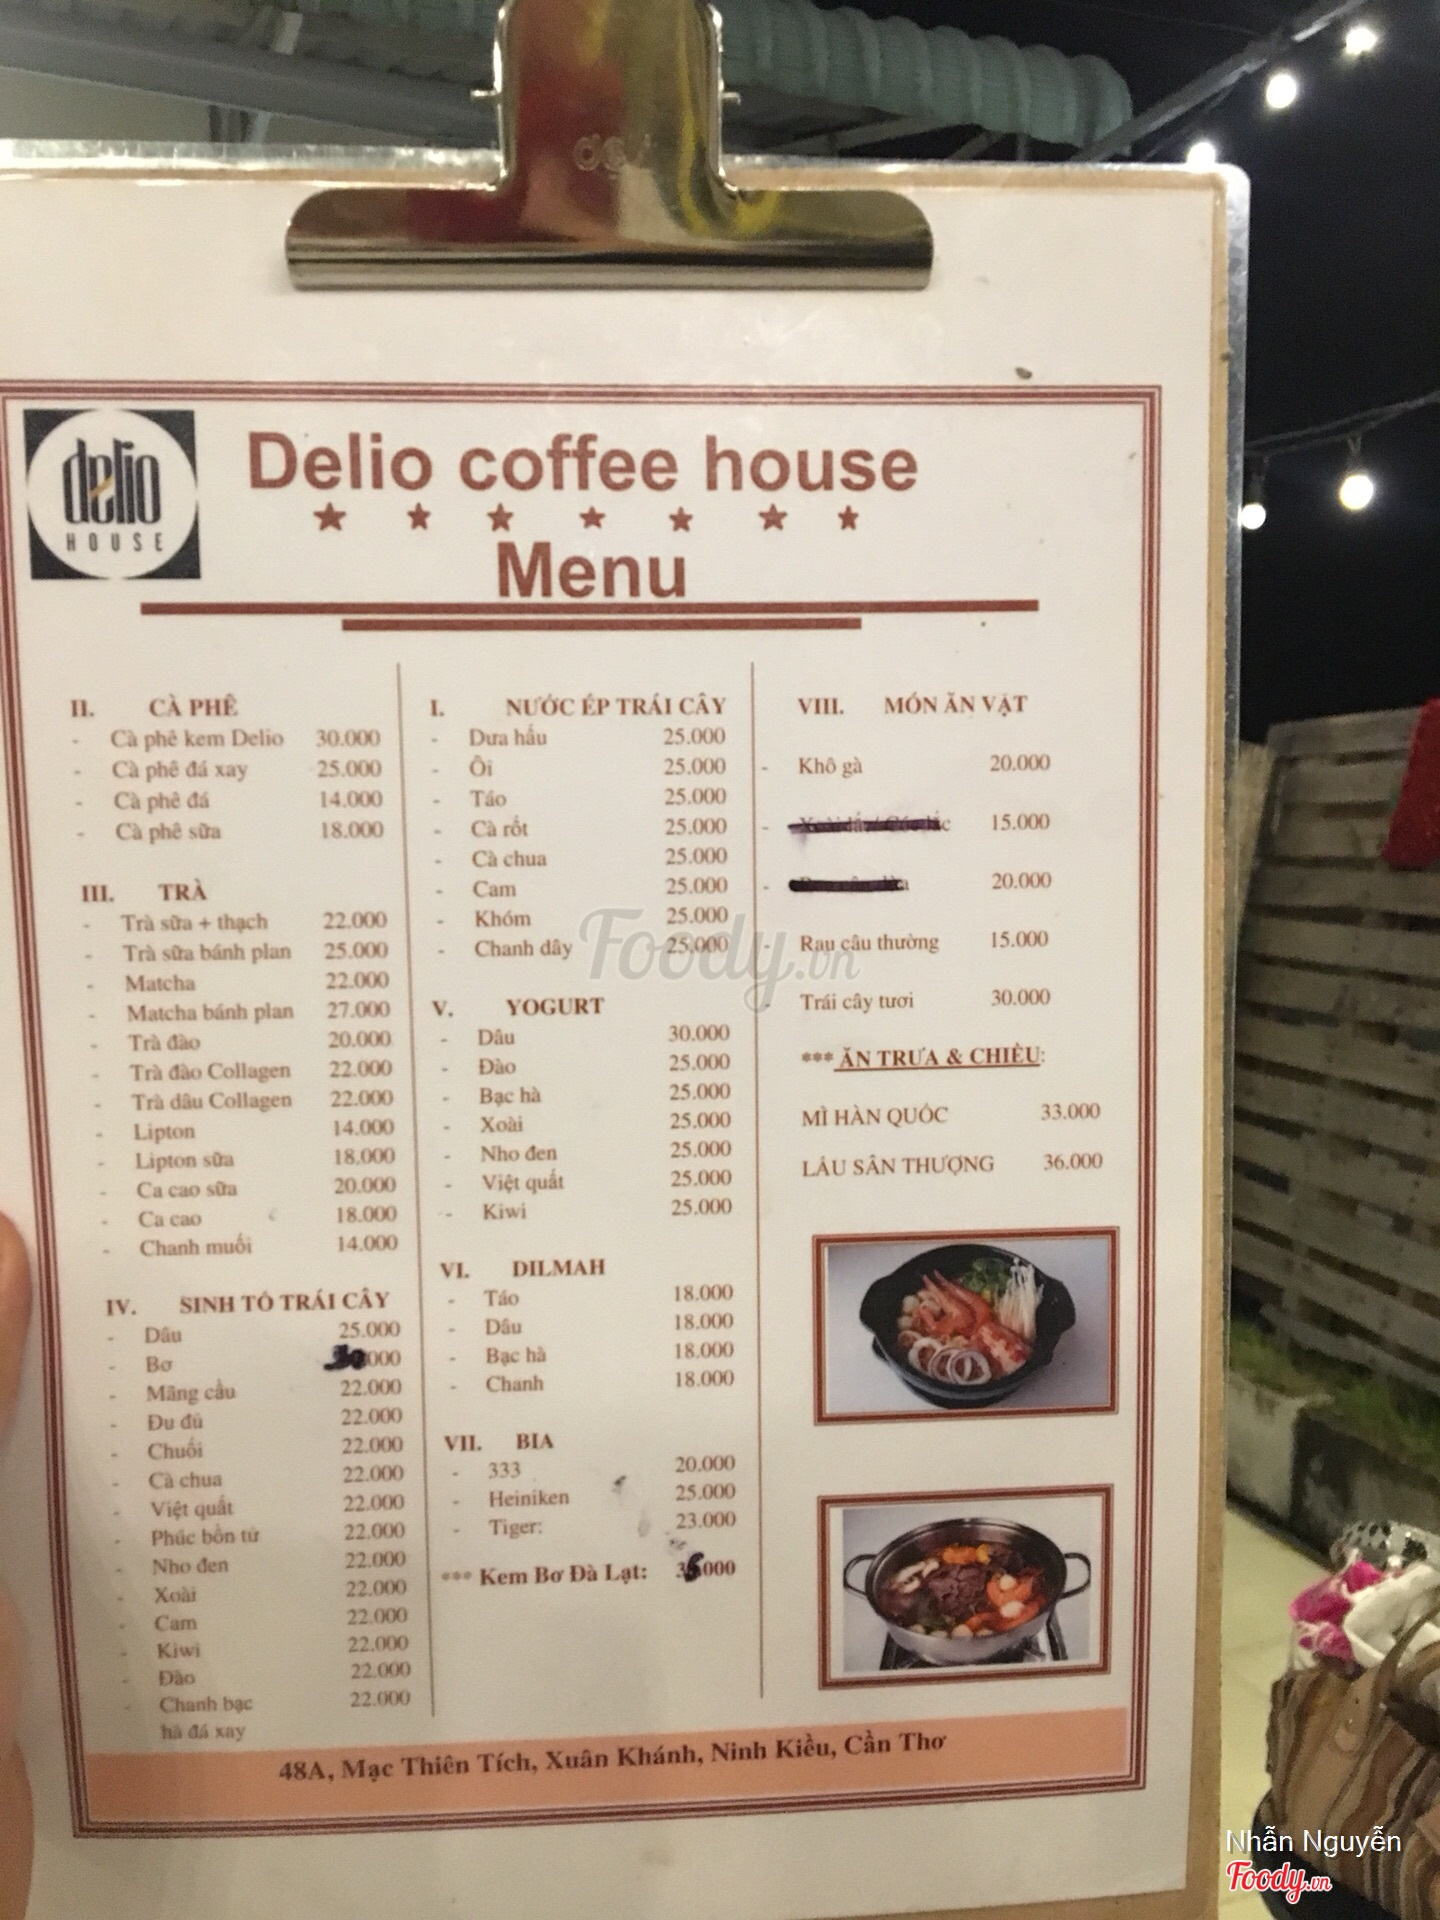 deli
delio
HOUSE
Delio coffee house
Menu
II. CÀ PHÊ
- Cà phê kem Delio 30.000
- Cà phê đá xay 25.000
- Cà phê đá 14.000
- Cà phê sữa 18.000
III. TRÀ
- Trà sữa + thạch 22.000
- Trà sữa bánh plan 25.000
- Matcha 22.000
- Matcha bánh plan 27.000
- Trà đào 20.000
- Trà đào Collagen 22.000
- Trà dâu Collagen 22.000
- Lipton 14.000
- Lipton sữa 18.000
- Ca cao sữa 20.000
- Ca cao 18.000
- Chanh muối 14.000
IV. SINH TỐ TRÁI CÂY
- Dâu 25.000
- Bơ 30.000
- Mãng cầu 22.000
- Đu đủ 22.000
- Chuối 22.000
- Cà chua 22.000
- Việt quất 22.000
- Phúc bồn tử 22.000
- Nho đen 22.000
- Xoài 22.000
- Cam 22.000
- Kiwi 22.000
- Đào 22.000
- Chanh bạc 22.000
hà đá xay
I. NƯỚC ÉP TRÁI CÂY
- Dưa hấu 25.000
- Ổi 25.000
- Táo 25.000
- Cà rốt 25.000
- Cà chua 25.000
- Cam 25.000
- Khóm 25.000
- Chanh dây 25.000
V. YOGURT
- Dâu 30.000
- Đào 25.000
- Bạc hà 25.000
- Xoài 25.000
- Nho đen 25.000
- Việt quất 25.000
- Kiwi 25.000
VI. DILMAH
- Táo 18.000
- Dâu 18.000
- Bạc hà 18.000
- Chanh 18.000
VII. BIA
- 333 20.000
- Heiniken 25.000
- Tiger: 23.000
*** Kem Bơ Đà Lạt: 35.000
VIII. MÓN ĂN VẶT
- Khô gà 20.000
- 15.000
- 20.000
- Rau câu thường 15.000
- Trái cây tươi 30.000
*** ĂN TRƯA & CHIỀU:
MÌ HÀN QUỐC 33.000
LẨU SÂN THƯỢNG 36.000
48A, Mạc Thiên Tích, Xuân Khánh, Ninh Kiều, Cần Thơ
Foody.vn
Nhẫn Nguyễn
Foody.vn